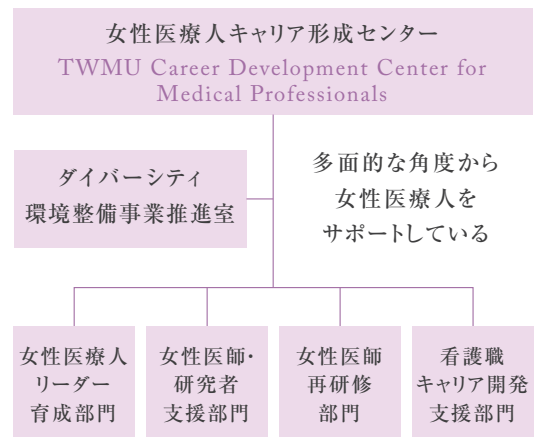 女性医療人キャリア形成センター
TWMU Career Development Center for
Medical Professionals
ダイバーシティ
環境整備事業推進室
多面的な角度から
女性医療人を
サポートしている
女性医療人
リーダー
育成部門
女性医師・
研究者
支援部門
女性医師
再研修
部門
看護職
キャリア開発
支援部門